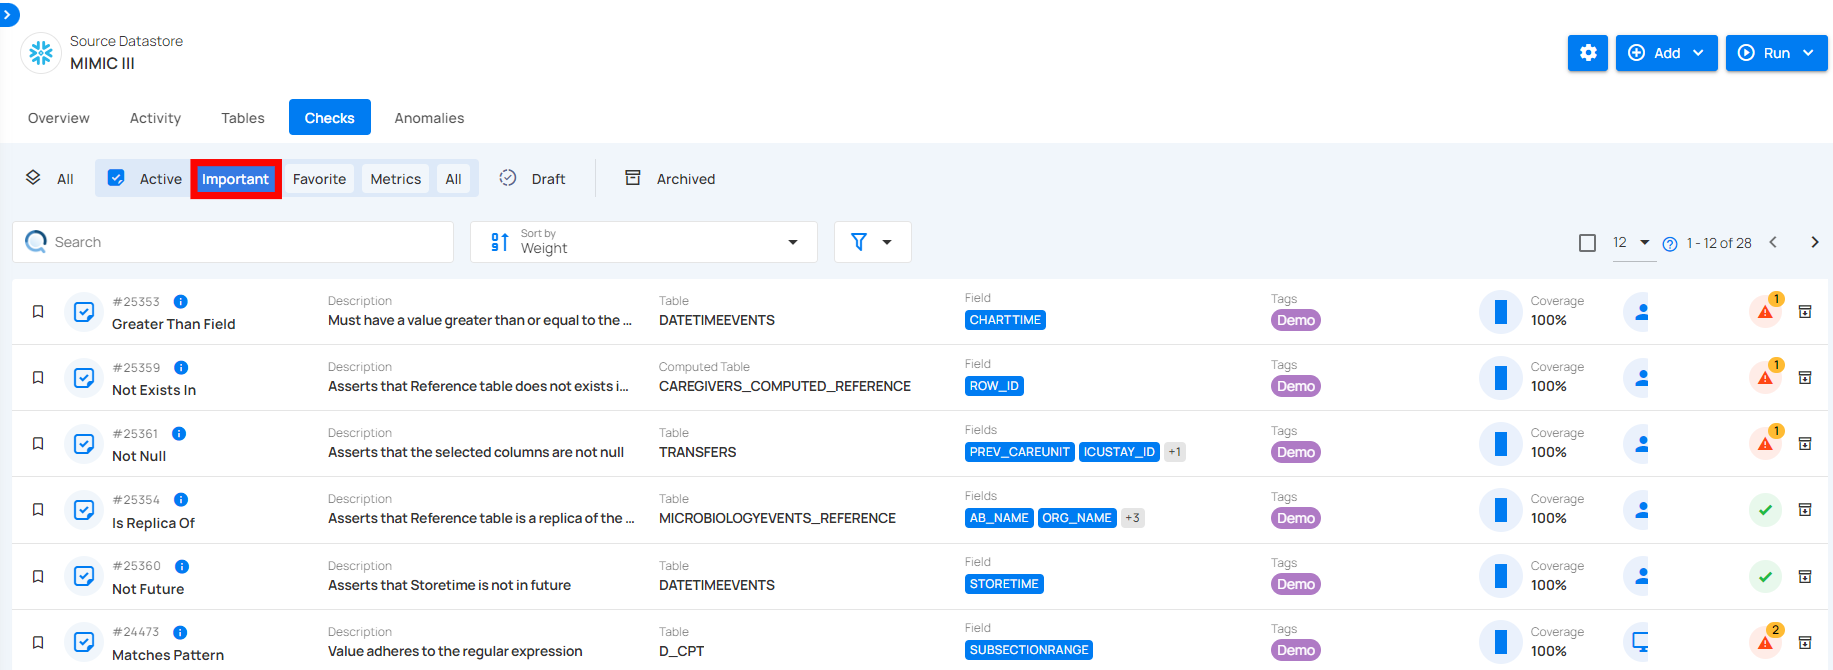 Source Datastore
MIMIC III
Add
Run
Overview Activity Tables Checks Anomalies
All Active Important Favorite Metrics All Draft Archived
Search
Sort by
Weight
12 1 - 12 of 28
#25353 Description Table Field Tags Coverage 1
Greater Than Field Must have a value greater than or equal to the ... DATETIMEEVENTS CHARTTIME Demo 100%
#25359 Description Computed Table Field Tags Coverage 1
Not Exists In Asserts that Reference table does not exists i... CAREGIVERS_COMPUTED_REFERENCE ROW_ID Demo 100%
#25361 Description Table Fields Tags Coverage 1
Not Null Asserts that the selected columns are not null TRANSFERS PREV_CAREUNIT ICUSTAY_ID +1 Demo 100%
#25354 Description Table Fields Tags Coverage
Is Replica Of Asserts that Reference table is a replica of the ... MICROBIOLOGYEVENTS_REFERENCE AB_NAME ORG_NAME +3 Demo 100%
#25360 Description Table Field Tags Coverage
Not Future Asserts that Storetime is not in future DATETIMEEVENTS STORETIME Demo 100%
#24473 Description Table Field Tags Coverage 2
Matches Pattern Value adheres to the regular expression D_CPT SUBSECTIONRANGE Demo 100%